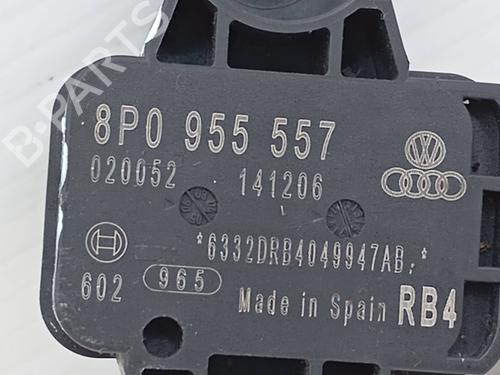 B-PARTS
8P0 955 557
020052 141206
*6332DRB4049947AB.*
602 965
Made in Spain RB4